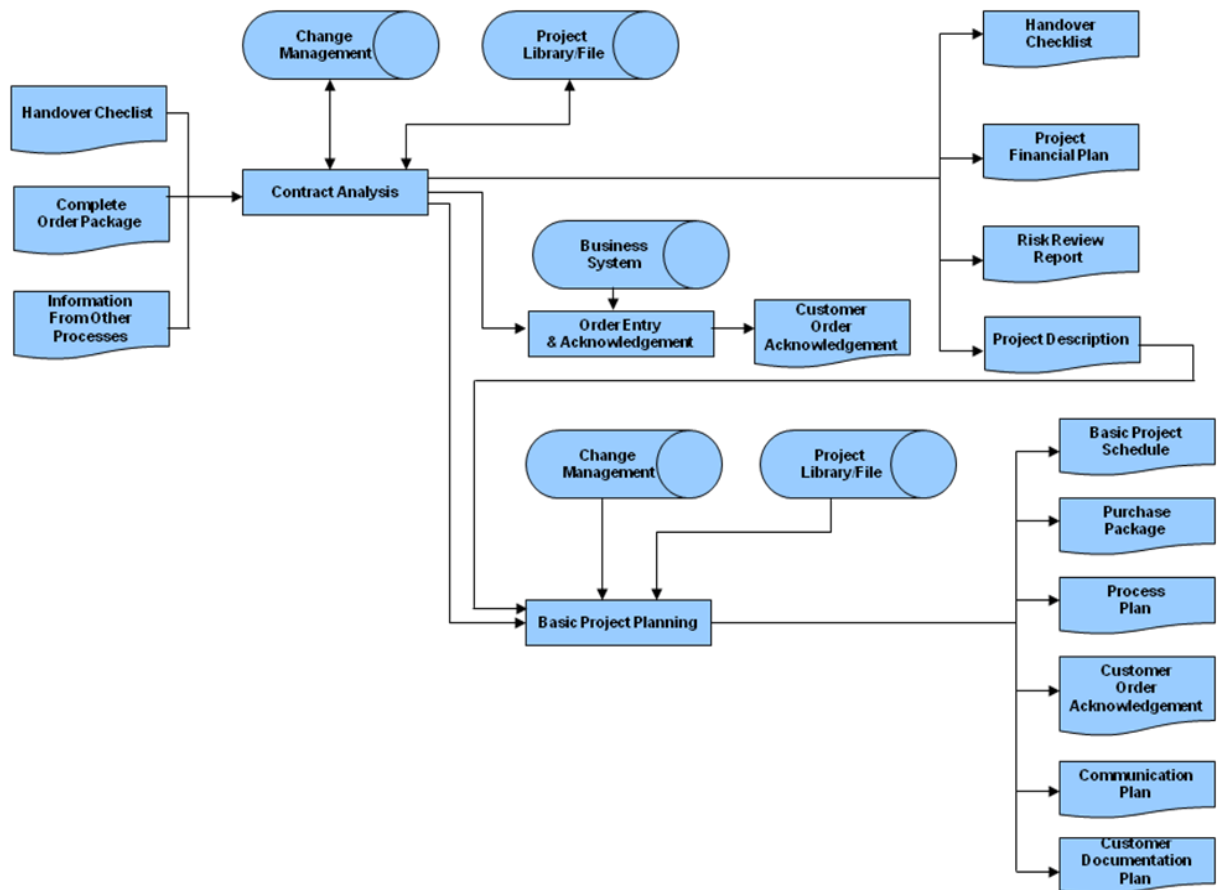 Change
Management
Project
Library/File
Handover
Checklist
Handover Checlist
Project
Financial Plan
Contract Analysis
Complete
Order Package
Business
System
Risk Review
Report
Information
From Other
Processes
Order Entry
& Acknowledgement
Customer
Order
Acknowledgement
Project Description
Change
Management
Project
Library/File
Basic Project
Schedule
Purchase
Package
Process
Plan
Basic Project Planning
Customer
Order
Acknowledgement
Communication
Plan
Customer
Documentation
Plan